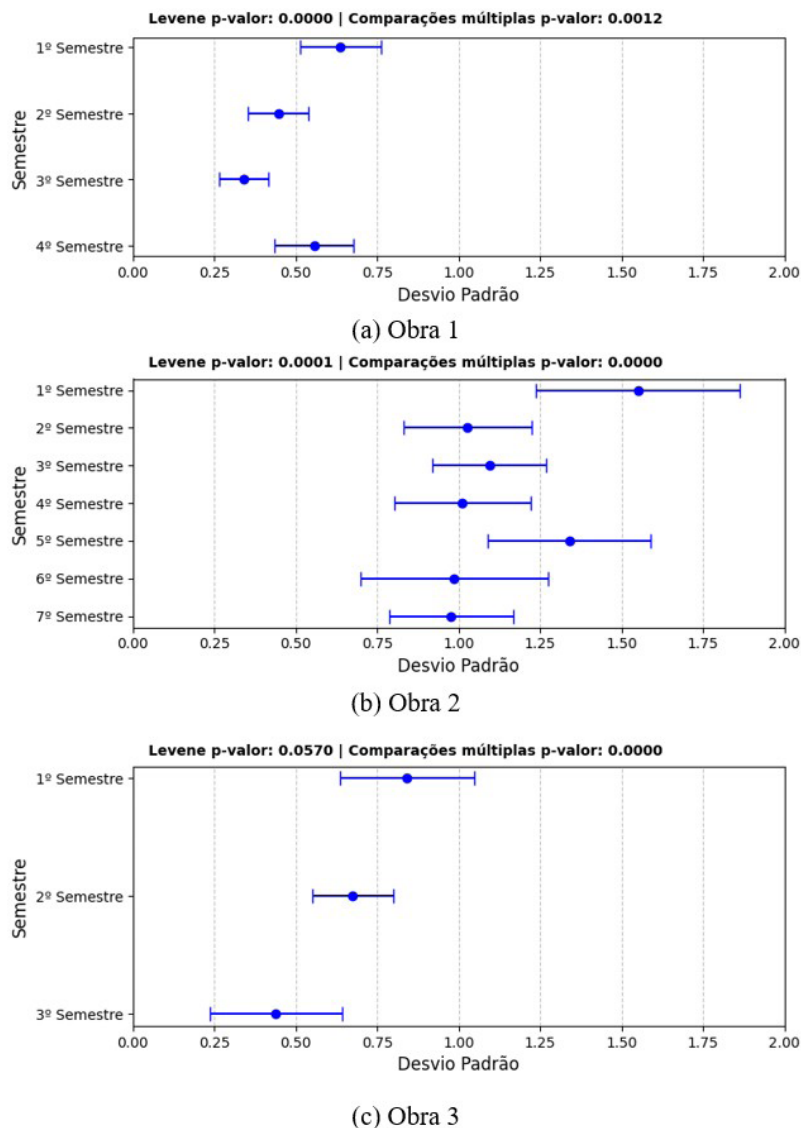 Levene p-valor: 0.0000 | Comparações múltiplas p-valor: 0.0012
1º Semestre
2º Semestre
3º Semestre
4º Semestre
Semestre
0.00 0.25 0.50 0.75 1.00 1.25 1.50 1.75 2.00
Desvio Padrão
(a) Obra 1
Levene p-valor: 0.0001 | Comparações múltiplas p-valor: 0.0000
1º Semestre
2º Semestre
3º Semestre
4º Semestre
5º Semestre
6º Semestre
7º Semestre
Semestre
0.00 0.25 0.50 0.75 1.00 1.25 1.50 1.75 2.00
Desvio Padrão
(b) Obra 2
Levene p-valor: 0.0570 | Comparações múltiplas p-valor: 0.0000
1º Semestre
2º Semestre
3º Semestre
Semestre
0.00 0.25 0.50 0.75 1.00 1.25 1.50 1.75 2.00
Desvio Padrão
(c) Obra 3